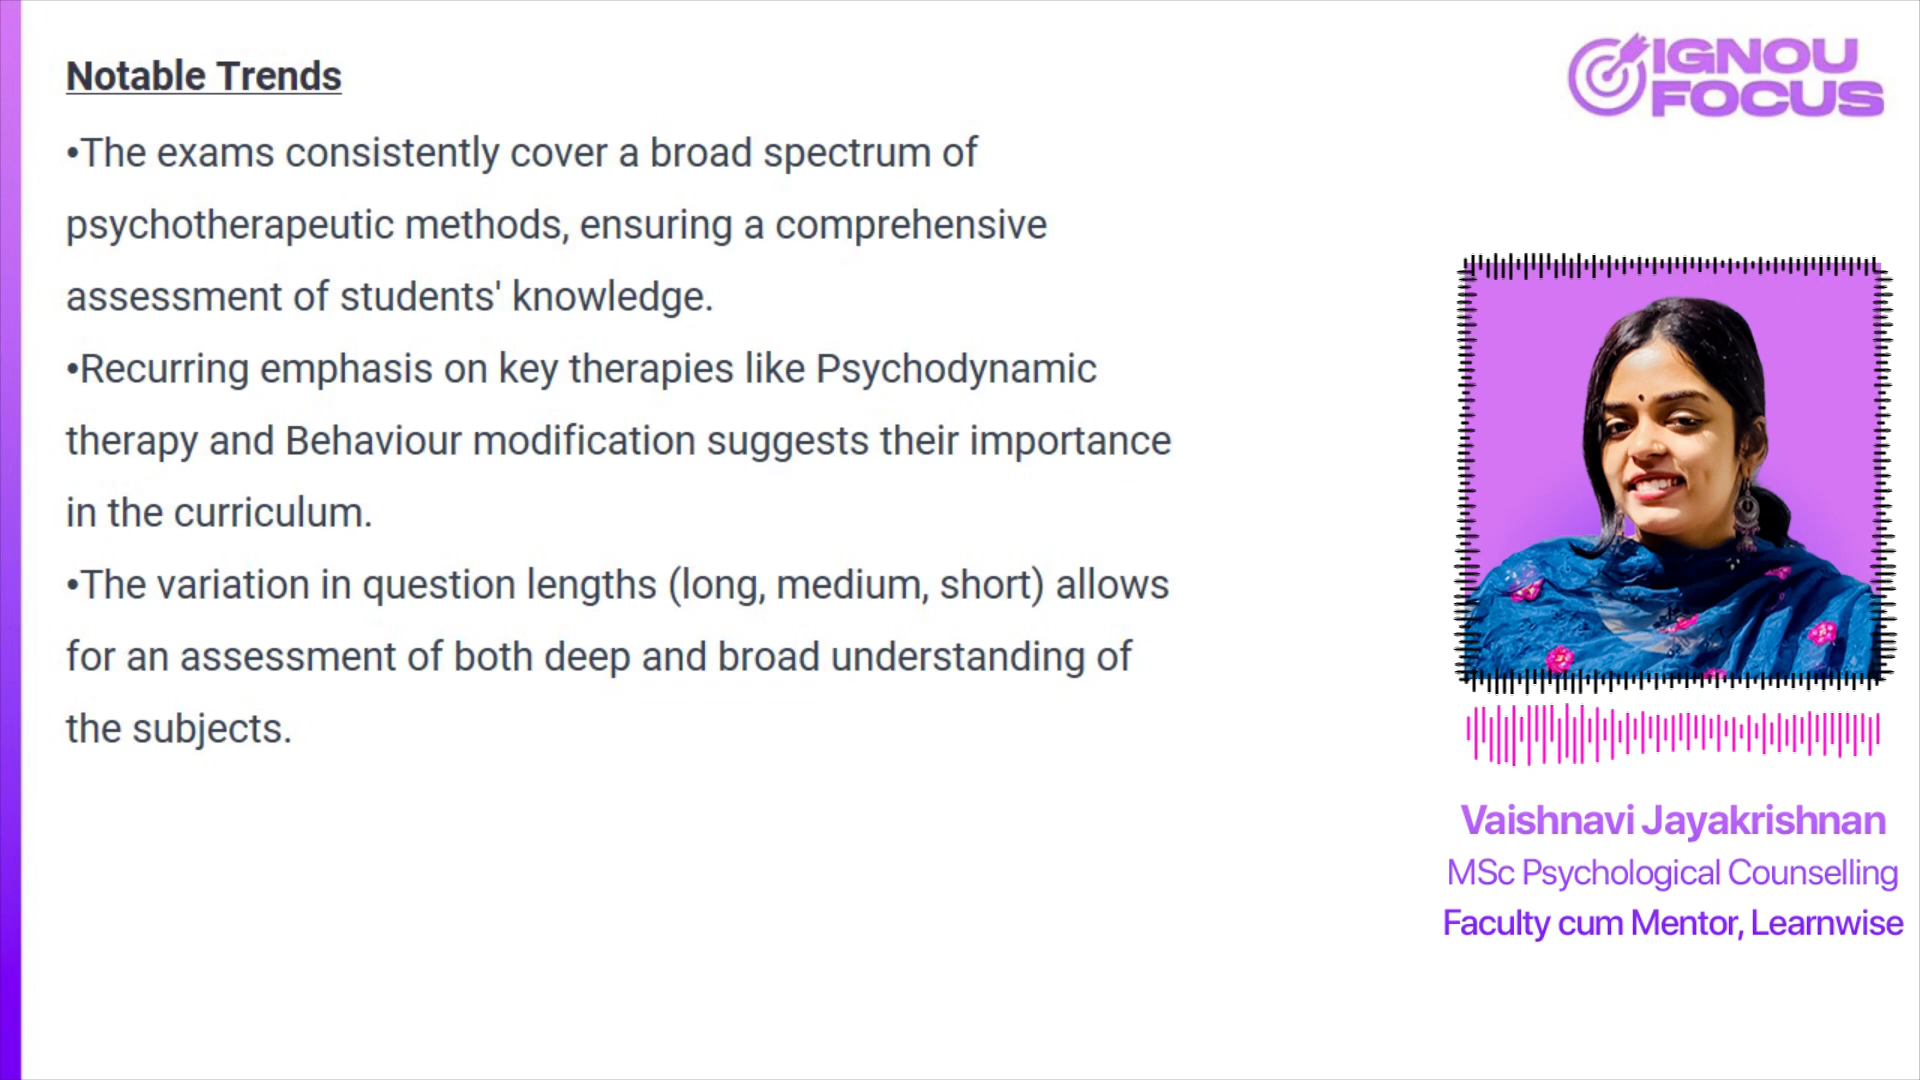 Notable Trends
•The exams consistently cover a broad spectrum of
psychotherapeutic methods, ensuring a comprehensive
assessment of students' knowledge.
•Recurring emphasis on key therapies like Psychodynamic
therapy and Behaviour modification suggests their importance
in the curriculum.
•The variation in question lengths (long, medium, short) allows
for an assessment of both deep and broad understanding of
the subjects.
IGNOU
FOCUS
Vaishnavi Jayakrishnan
MSc Psychological Counselling
Faculty cum Mentor, Learnwise